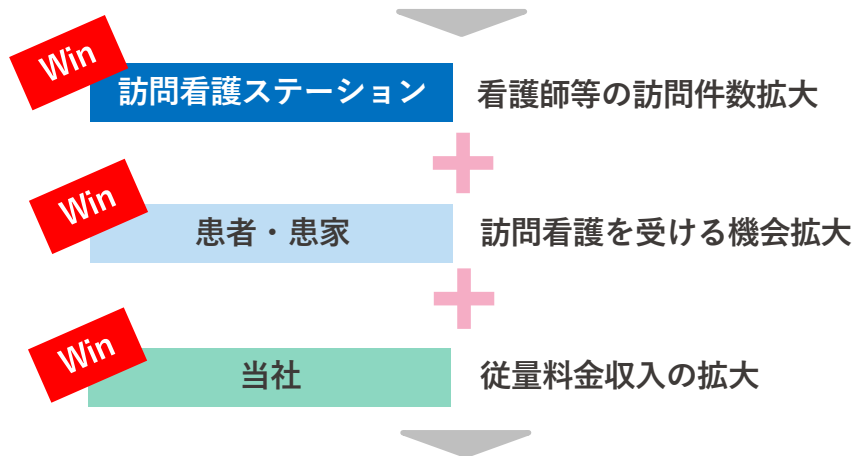 Win
訪問看護ステーション
看護師等の訪問件数拡大
Win
患者・患家
訪問看護を受ける機会拡大
Win
当社
従量料金収入の拡大